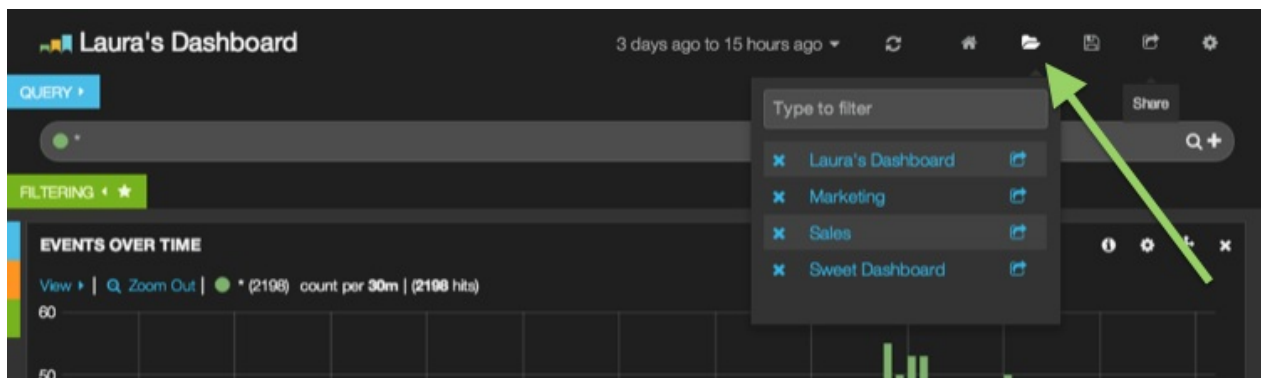 Laura's Dashboard
3 days ago to 15 hours ago
QUERY
Type to filter
Share
*
Laura's Dashboard
Marketing
FILTERING
Sales
EVENTS OVER TIME
Sweet Dashboard
View | Zoom Out | * (2198) count per 30m | (2198 hits)
60
50